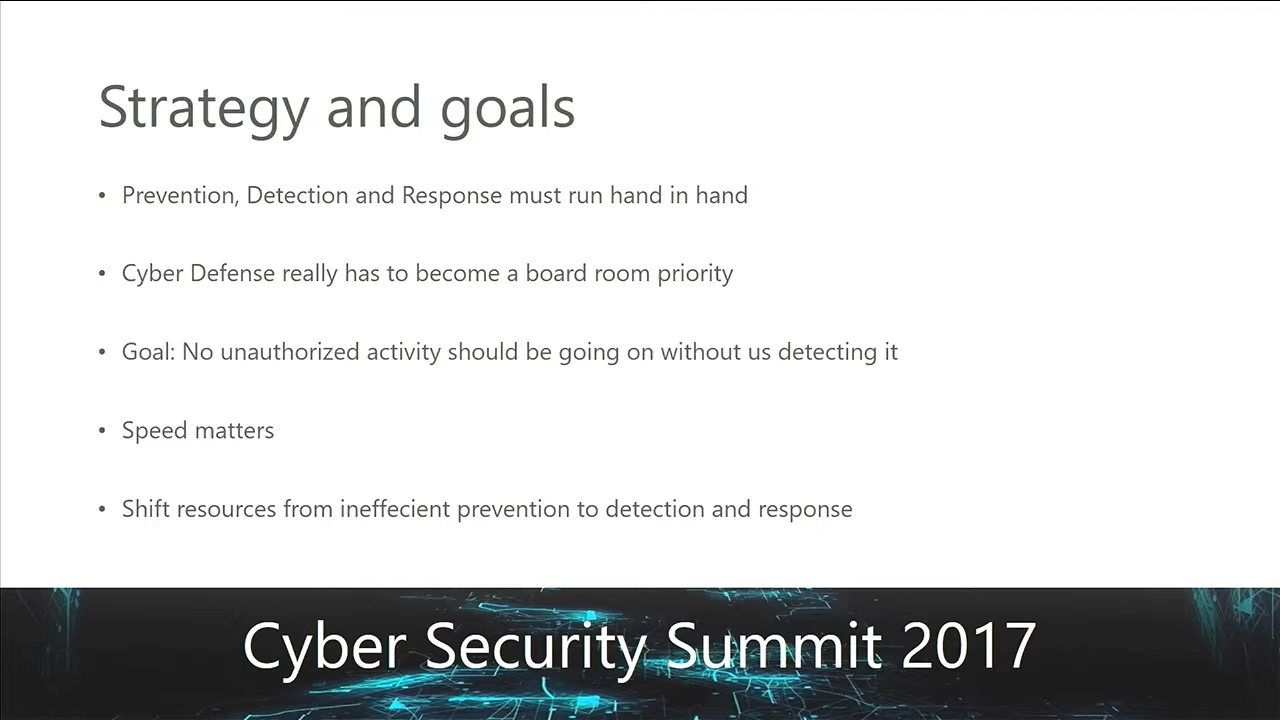 Strategy and goals
• Prevention, Detection and Response must run hand in hand
• Cyber Defense really has to become a board room priority
• Goal: No unauthorized activity should be going on without us detecting it
• Speed matters
• Shift resources from ineffecient prevention to detection and response
Cyber Security Summit 2017